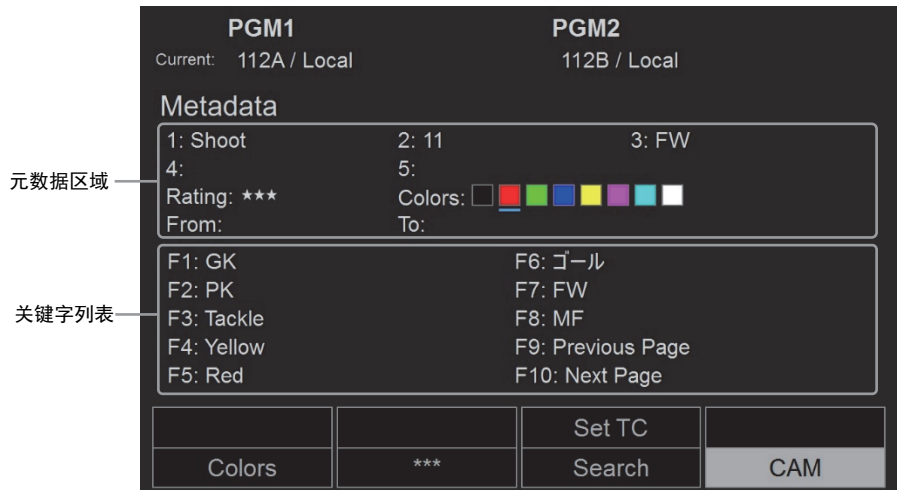 PGM1 PGM2
Current: 112A / Local 112B / Local
Metadata
元数据区域
1: Shoot 2: 11 3: FW
4: 5:
Rating: ★★★ Colors:
From: To:
关键字列表
F1: GK F6: ゴール
F2: PK F7: FW
F3: Tackle F8: MF
F4: Yellow F9: Previous Page
F5: Red F10: Next Page
Set TC
Colors *** Search CAM